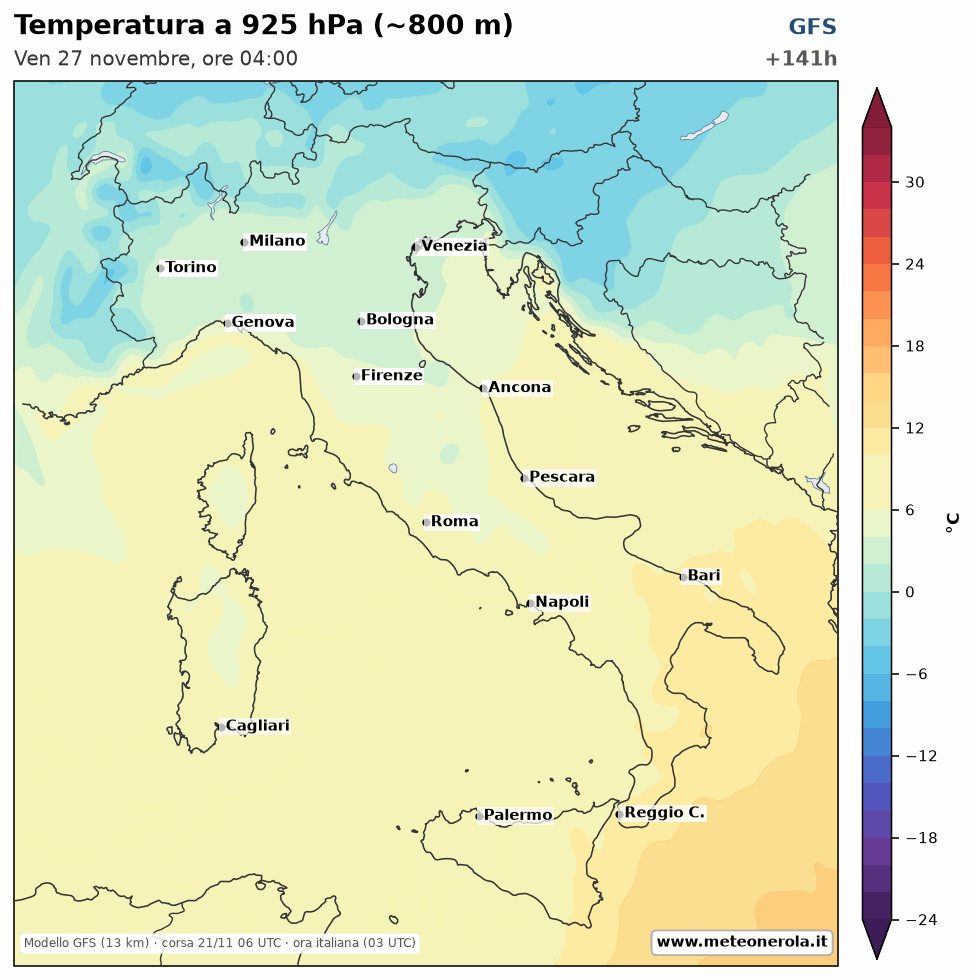 Temperatura a 925 hPa (~800 m)
GFS
Ven 27 novembre, ore 04:00
+141h
Milano
Venezia
Torino
Genova
Bologna
Firenze
Ancona
Pescara
Roma
Bari
Napoli
Cagliari
Palermo
Reggio C.
30
24
18
12
6
0
−6
−12
−18
−24
°C
Modello GFS (13 km) · corsa 21/11 06 UTC · ora italiana (03 UTC)
www.meteonerola.it